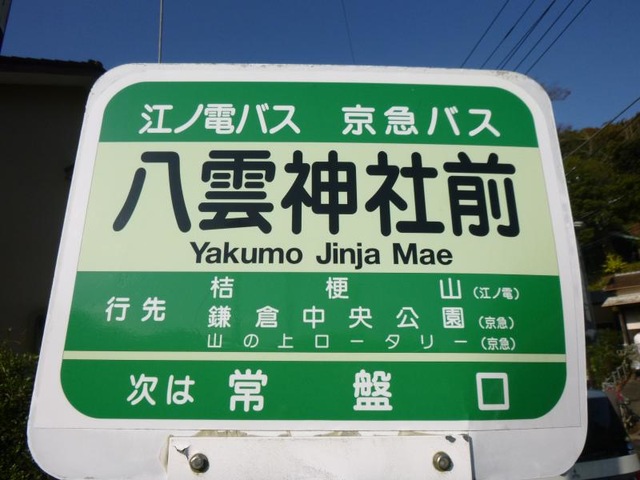 江ノ電バス 京急バス
八雲神社前
Yakumo Jinja Mae
行先 桔梗山(江ノ電)
鎌倉中央公園(京急)
山の上ロータリー(京急)
次は 常盤口